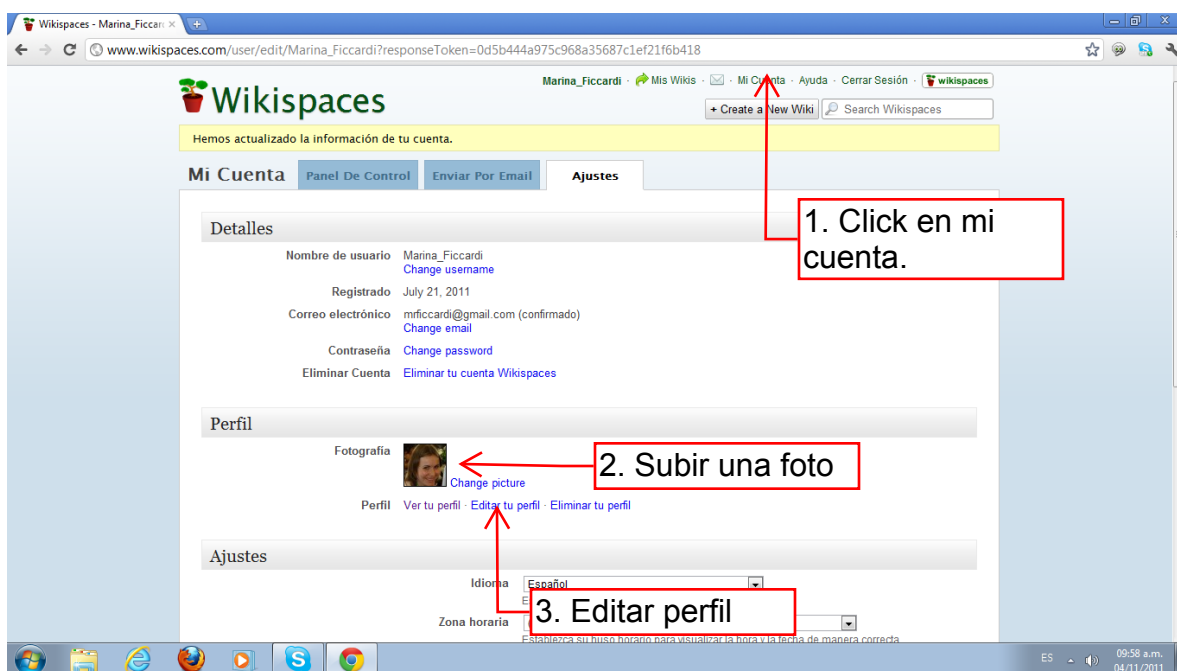 Wikispaces - Marina_Ficcar
www.wikispaces.com/user/edit/Marina_Ficcardi?responseToken=0d5b444a975c968a35687c1ef21f6b418
Marina_Ficcardi · Mis Wikis · · Mi Cuenta · Ayuda · Cerrar Sesión · wikispaces
Wikispaces
+ Create a New Wiki Search Wikispaces
Hemos actualizado la información de tu cuenta.
Mi Cuenta Panel De Control Enviar Por Email Ajustes
1. Click en mi
cuenta.
Detalles
Nombre de usuario Marina_Ficcardi
Change username
Registrado July 21, 2011
Correo electrónico mrficcardi@gmail.com (confirmado)
Change email
Contraseña Change password
Eliminar Cuenta Eliminar tu cuenta Wikispaces
Perfil
Fotografía
2. Subir una foto
Change picture
Perfil Ver tu perfil · Editar tu perfil · Eliminar tu perfil
Ajustes
Idioma Español
3. Editar perfil
Zona horaria
Establezca su huso horario para visualizar la hora y la fecha de manera correcta
ES 09:58 a.m.
04/11/2011